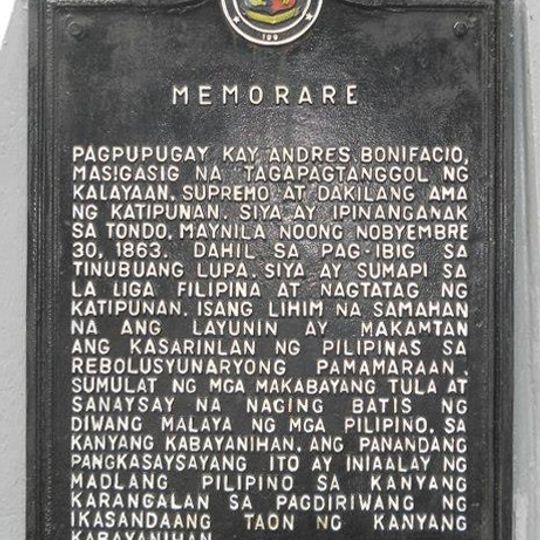 199
MEMORARE
PAGPUPUGAY KAY ANDRES BONIFACIO,
MASIGASIG NA TAGAPAGTANGGOL NG
KALAYAAN, SUPREMO AT DAKILANG AMA
NG KATIPUNAN. SIYA AY IPINANGANAK
SA TONDO, MAYNILA NOONG NOBYEMBRE
30, 1863. DAHIL SA PAG-IBIG SA
TINUBUANG LUPA, SIYA AY SUMAPI SA
LA LIGA FILIPINA AT NAGTATAG NG
KATIPUNAN, ISANG LIHIM NA SAMAHAN
NA ANG LAYUNIN AY MAKAMTAN
ANG KASARINLAN NG PILIPINAS SA
REBOLUSYUNARYONG PAMAMARAAN.
SUMULAT NG MGA MAKABAYANG TULA AT
SANAYSAY NA NAGING BATIS NG
DIWANG MALAYA NG MGA PILIPINO. SA
KANYANG KABAYANIHAN, ANG PANANDANG
PANGKASAYSAYANG ITO AY INIAALAY NG
MADLANG PILIPINO SA KANYANG
KARANGALAN SA PAGDIRIWANG NG
IKASANDAANG TAON NG KANYANG
KABAYANIHAN